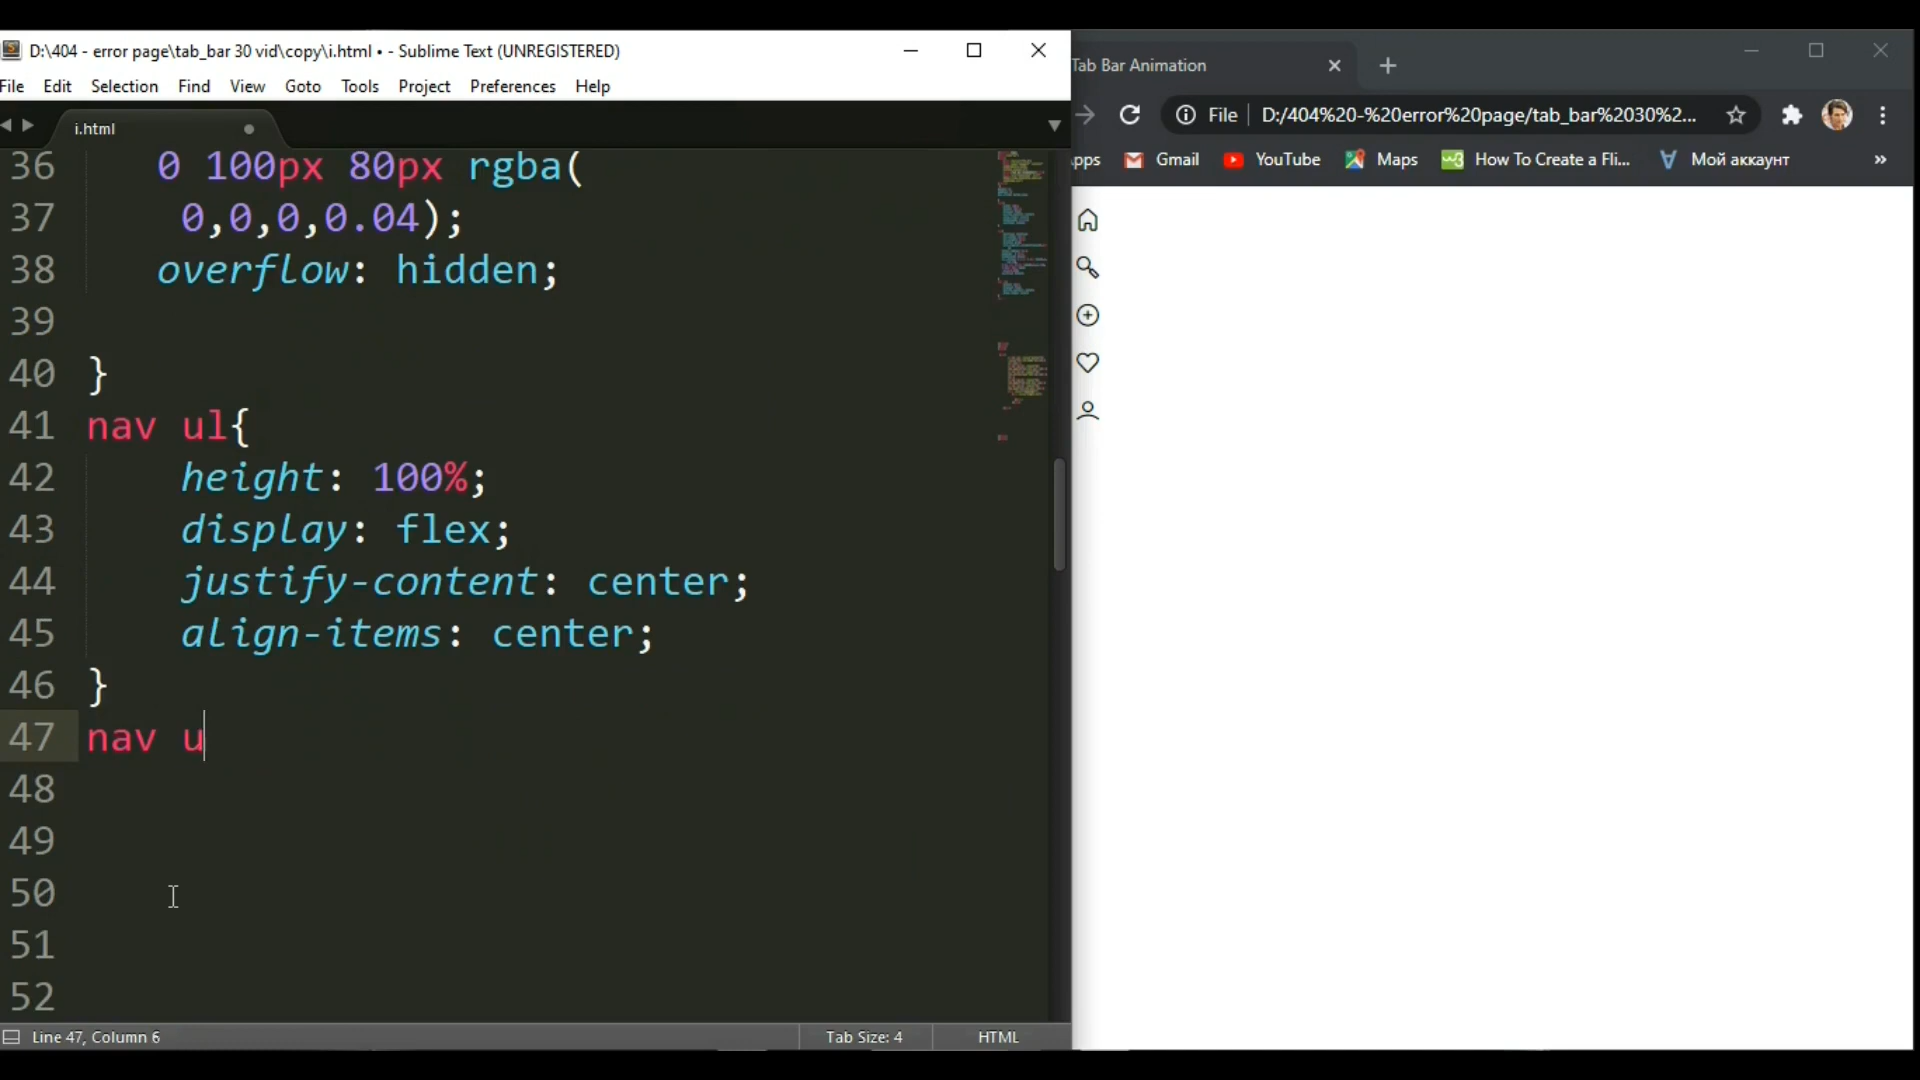 D:\404 - error page\tab_bar 30 vid\copy\i.html • - Sublime Text (UNREGISTERED)
File Edit Selection Find View Goto Tools Project Preferences Help
i.html
36 0 100px 80px rgba(
37 0,0,0,0.04);
38 overflow: hidden;
39
40 }
41 nav ul{
42 height: 100%;
43 display: flex;
44 justify-content: center;
45 align-items: center;
46 }
47 nav u
48
49
50
51
52
Line 47, Column 6 Tab Size: 4 HTML
Tab Bar Animation
File D:/404%20-%20error%20page/tab_bar%2030%2...
Gmail YouTube Maps How To Create a Fli... Мой аккаунт »